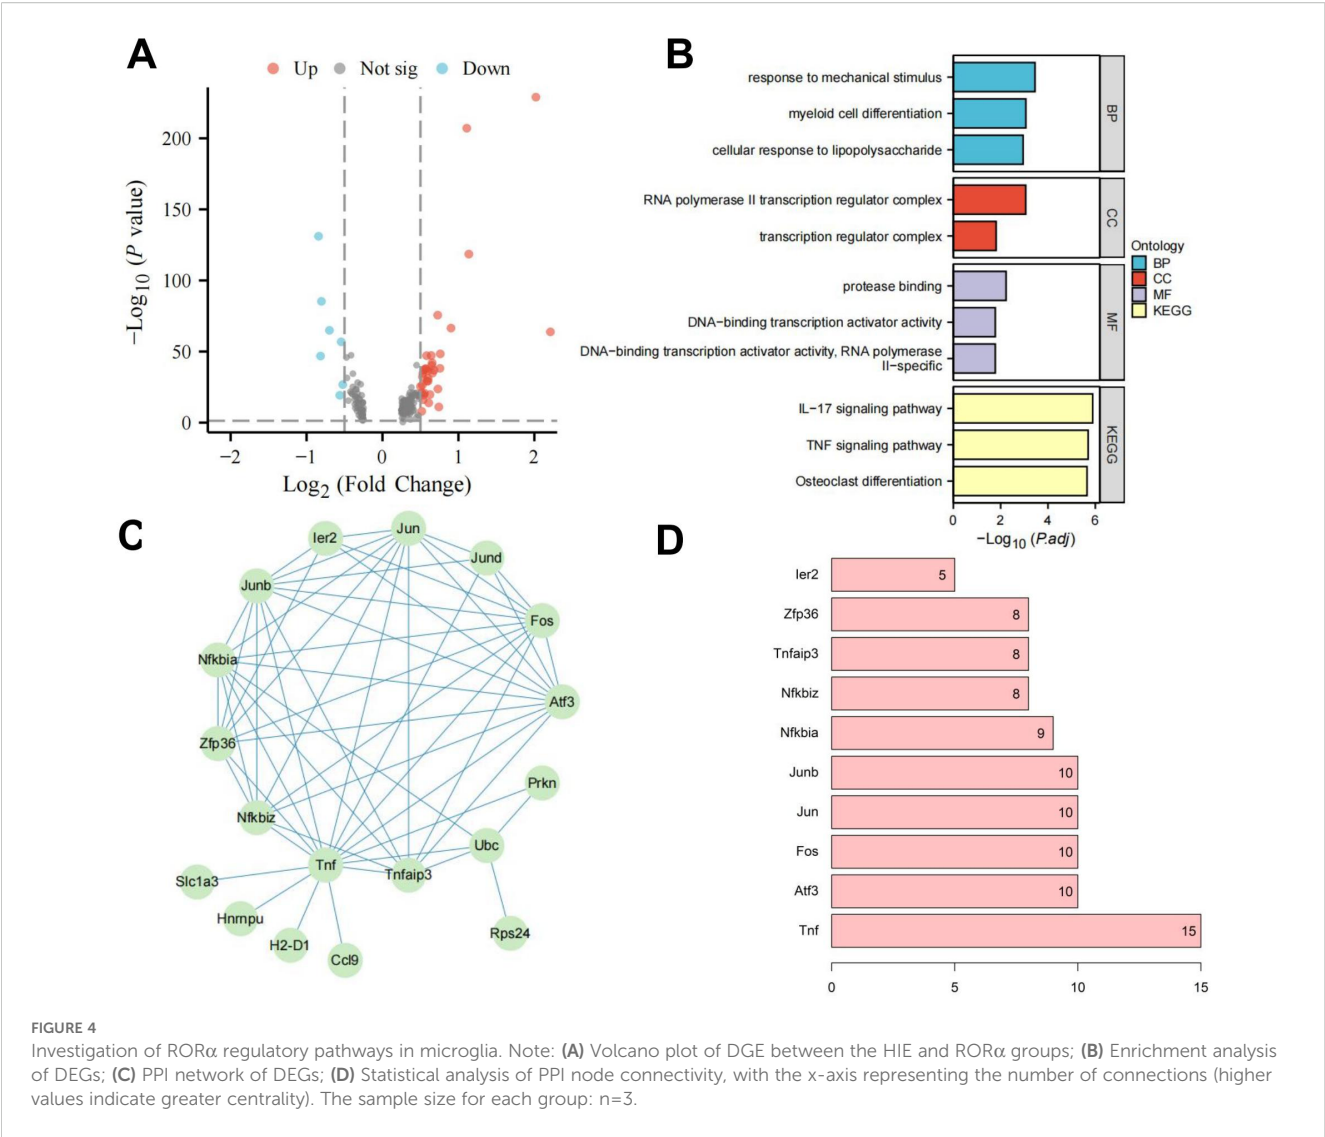 A
Up Not sig Down
−Log10 (P value)
200
150
100
50
0
−2 −1 0 1 2
Log2 (Fold Change)
B
response to mechanical stimulus
myeloid cell differentiation
cellular response to lipopolysaccharide
BP
RNA polymerase II transcription regulator complex
transcription regulator complex
CC
protease binding
DNA−binding transcription activator activity
DNA−binding transcription activator activity, RNA polymerase
II−specific
MF
IL−17 signaling pathway
TNF signaling pathway
Osteoclast differentiation
KEGG
0 2 4 6
−Log10 (P.adj)
Ontology
BP
CC
MF
KEGG
C
Ier2
Jun
Jund
Junb
Fos
Nfkbia
Atf3
Zfp36
Prkn
Nfkbiz
Ubc
Tnf
Tnfaip3
Slc1a3
Hnrnpu
H2-D1
Ccl9
Rps24
D
Ier2 5
Zfp36 8
Tnfaip3 8
Nfkbiz 8
Nfkbia 9
Junb 10
Jun 10
Fos 10
Atf3 10
Tnf 15
0 5 10 15
FIGURE 4
Investigation of RORα regulatory pathways in microglia. Note: (A) Volcano plot of DGE between the HIE and RORα groups; (B) Enrichment analysis
of DEGs; (C) PPI network of DEGs; (D) Statistical analysis of PPI node connectivity, with the x-axis representing the number of connections (higher
values indicate greater centrality). The sample size for each group: n=3.